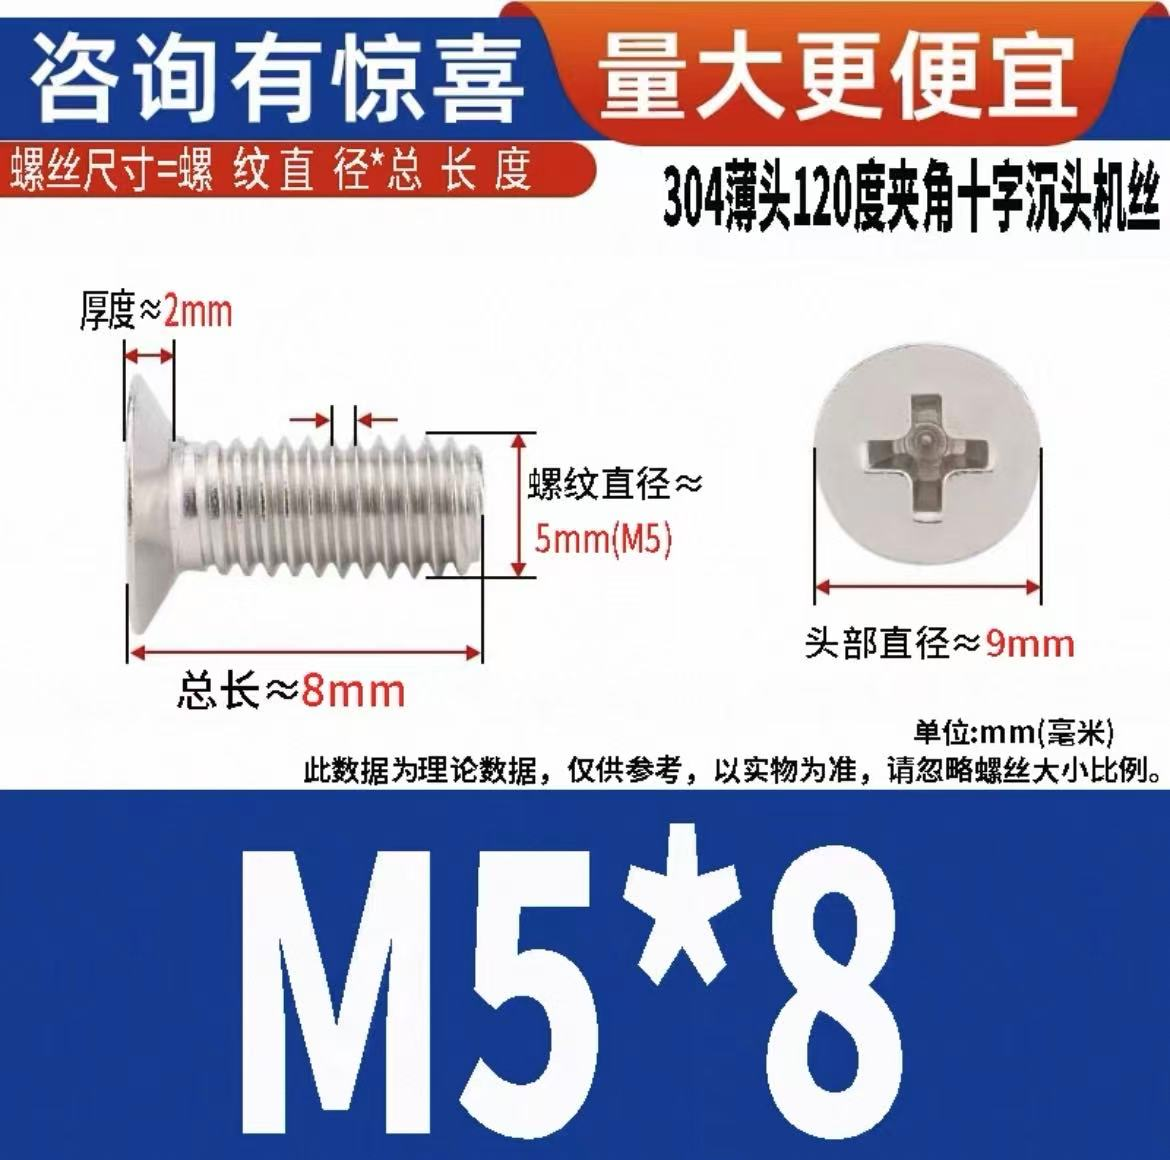 咨询有惊喜
量大更便宜
螺丝尺寸=螺 纹直 径*总 长 度
304薄头120度夹角十字沉头机丝
厚度≈2mm
螺纹直径≈
5mm(M5)
总长≈8mm
头部直径≈9mm
单位:mm(毫米)
此数据为理论数据，仅供参考，以实物为准，请忽略螺丝大小比例。
M5*8